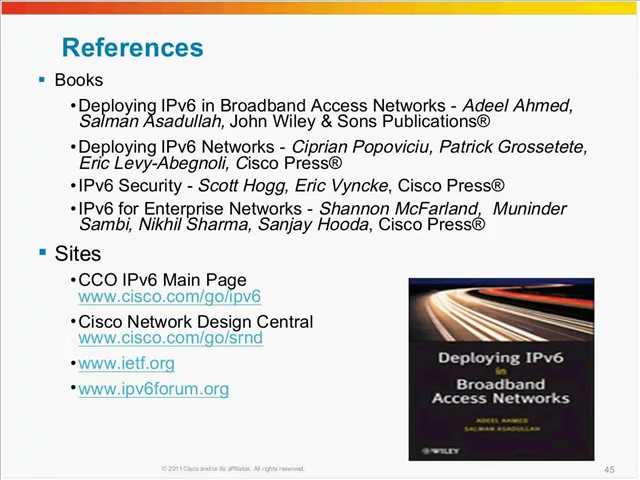 References
Books
•Deploying IPv6 in Broadband Access Networks - Adeel Ahmed,
Salman Asadullah, John Wiley & Sons Publications®
•Deploying IPv6 Networks - Ciprian Popoviciu, Patrick Grossetete,
Eric Levy-Abegnoli, Cisco Press®
•IPv6 Security - Scott Hogg, Eric Vyncke, Cisco Press®
•IPv6 for Enterprise Networks - Shannon McFarland, Muninder
Sambi, Nikhil Sharma, Sanjay Hooda, Cisco Press®
Sites
•CCO IPv6 Main Page
www.cisco.com/go/ipv6
•Cisco Network Design Central
www.cisco.com/go/srnd
•www.ietf.org
•www.ipv6forum.org
Deploying IPv6
in
Broadband
Access Networks
ADEEL AHMED
SALMAN ASADULLAH
WILEY
© 2011 Cisco and/or its affiliates. All rights reserved.
45